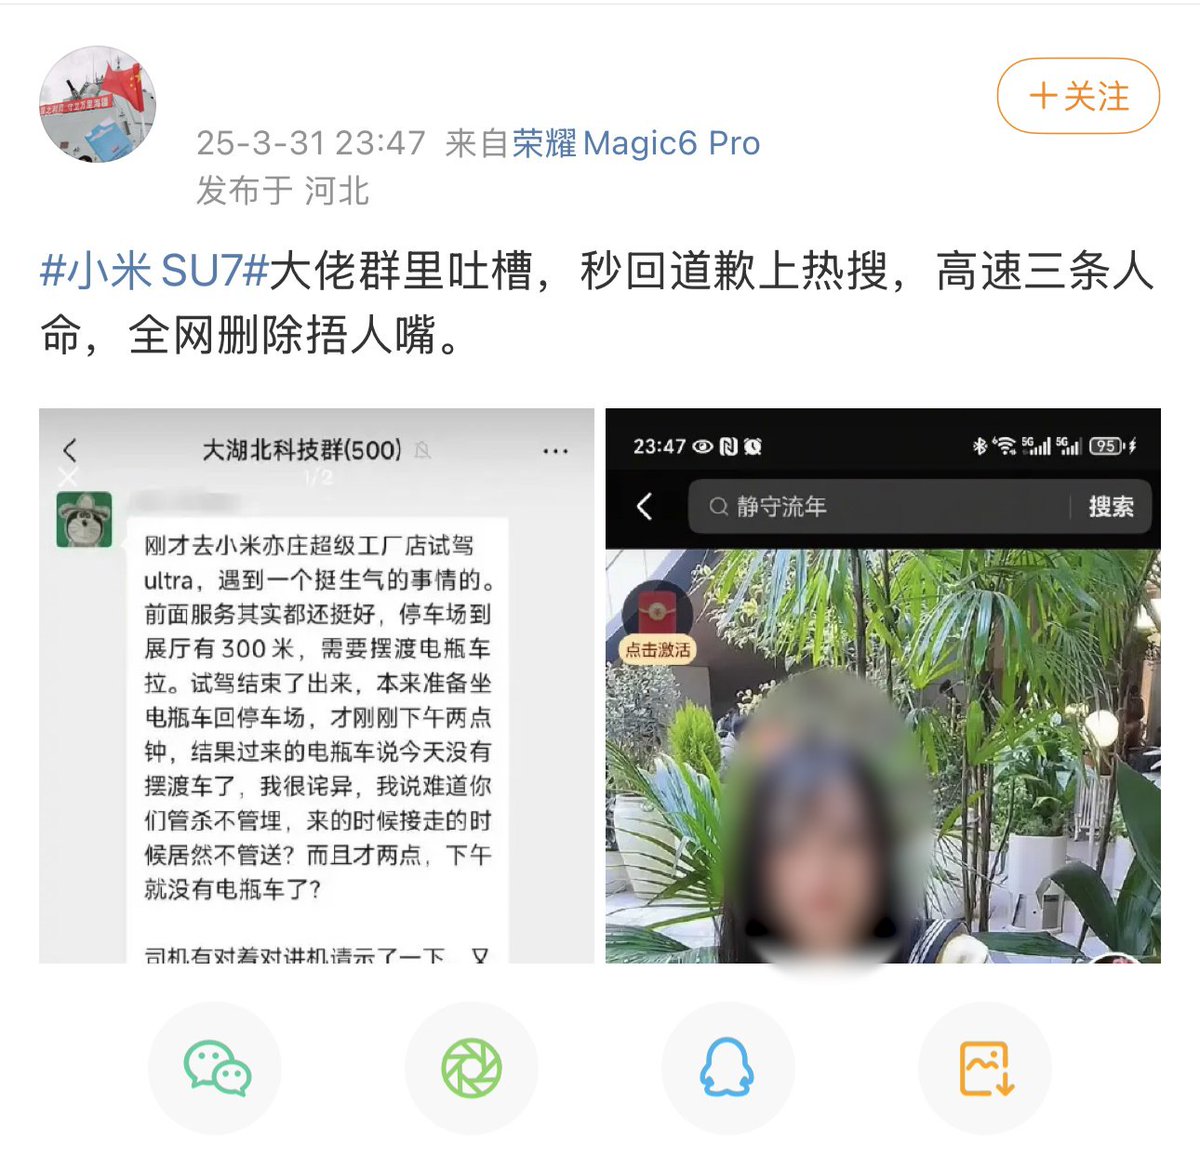 +关注
25-3-31 23:47 来自荣耀Magic6 Pro
发布于 河北
#小米SU7#大佬群里吐槽，秒回道歉上热搜，高速三条人
命，全网删除捂人嘴。
大湖北科技群(500)
1/2
刚才去小米亦庄超级工厂店试驾
ultra，遇到一个挺生气的事情的。
前面服务其实都还挺好，停车场到
展厅有300米，需要摆渡电瓶车
拉。试驾结束了出来，本来准备坐
电瓶车回停车场，才刚刚下午两点
钟，结果过来的电瓶车说今天没有
摆渡车了，我很诧异，我说难道你
们管杀不管埋，来的时候接走的时
候居然不管送？而且才两点，下午
就没有电瓶车了？
司机有对着对讲机请示了一下，又
23:47
5G
5G
95
静守流年
搜索
点击激活